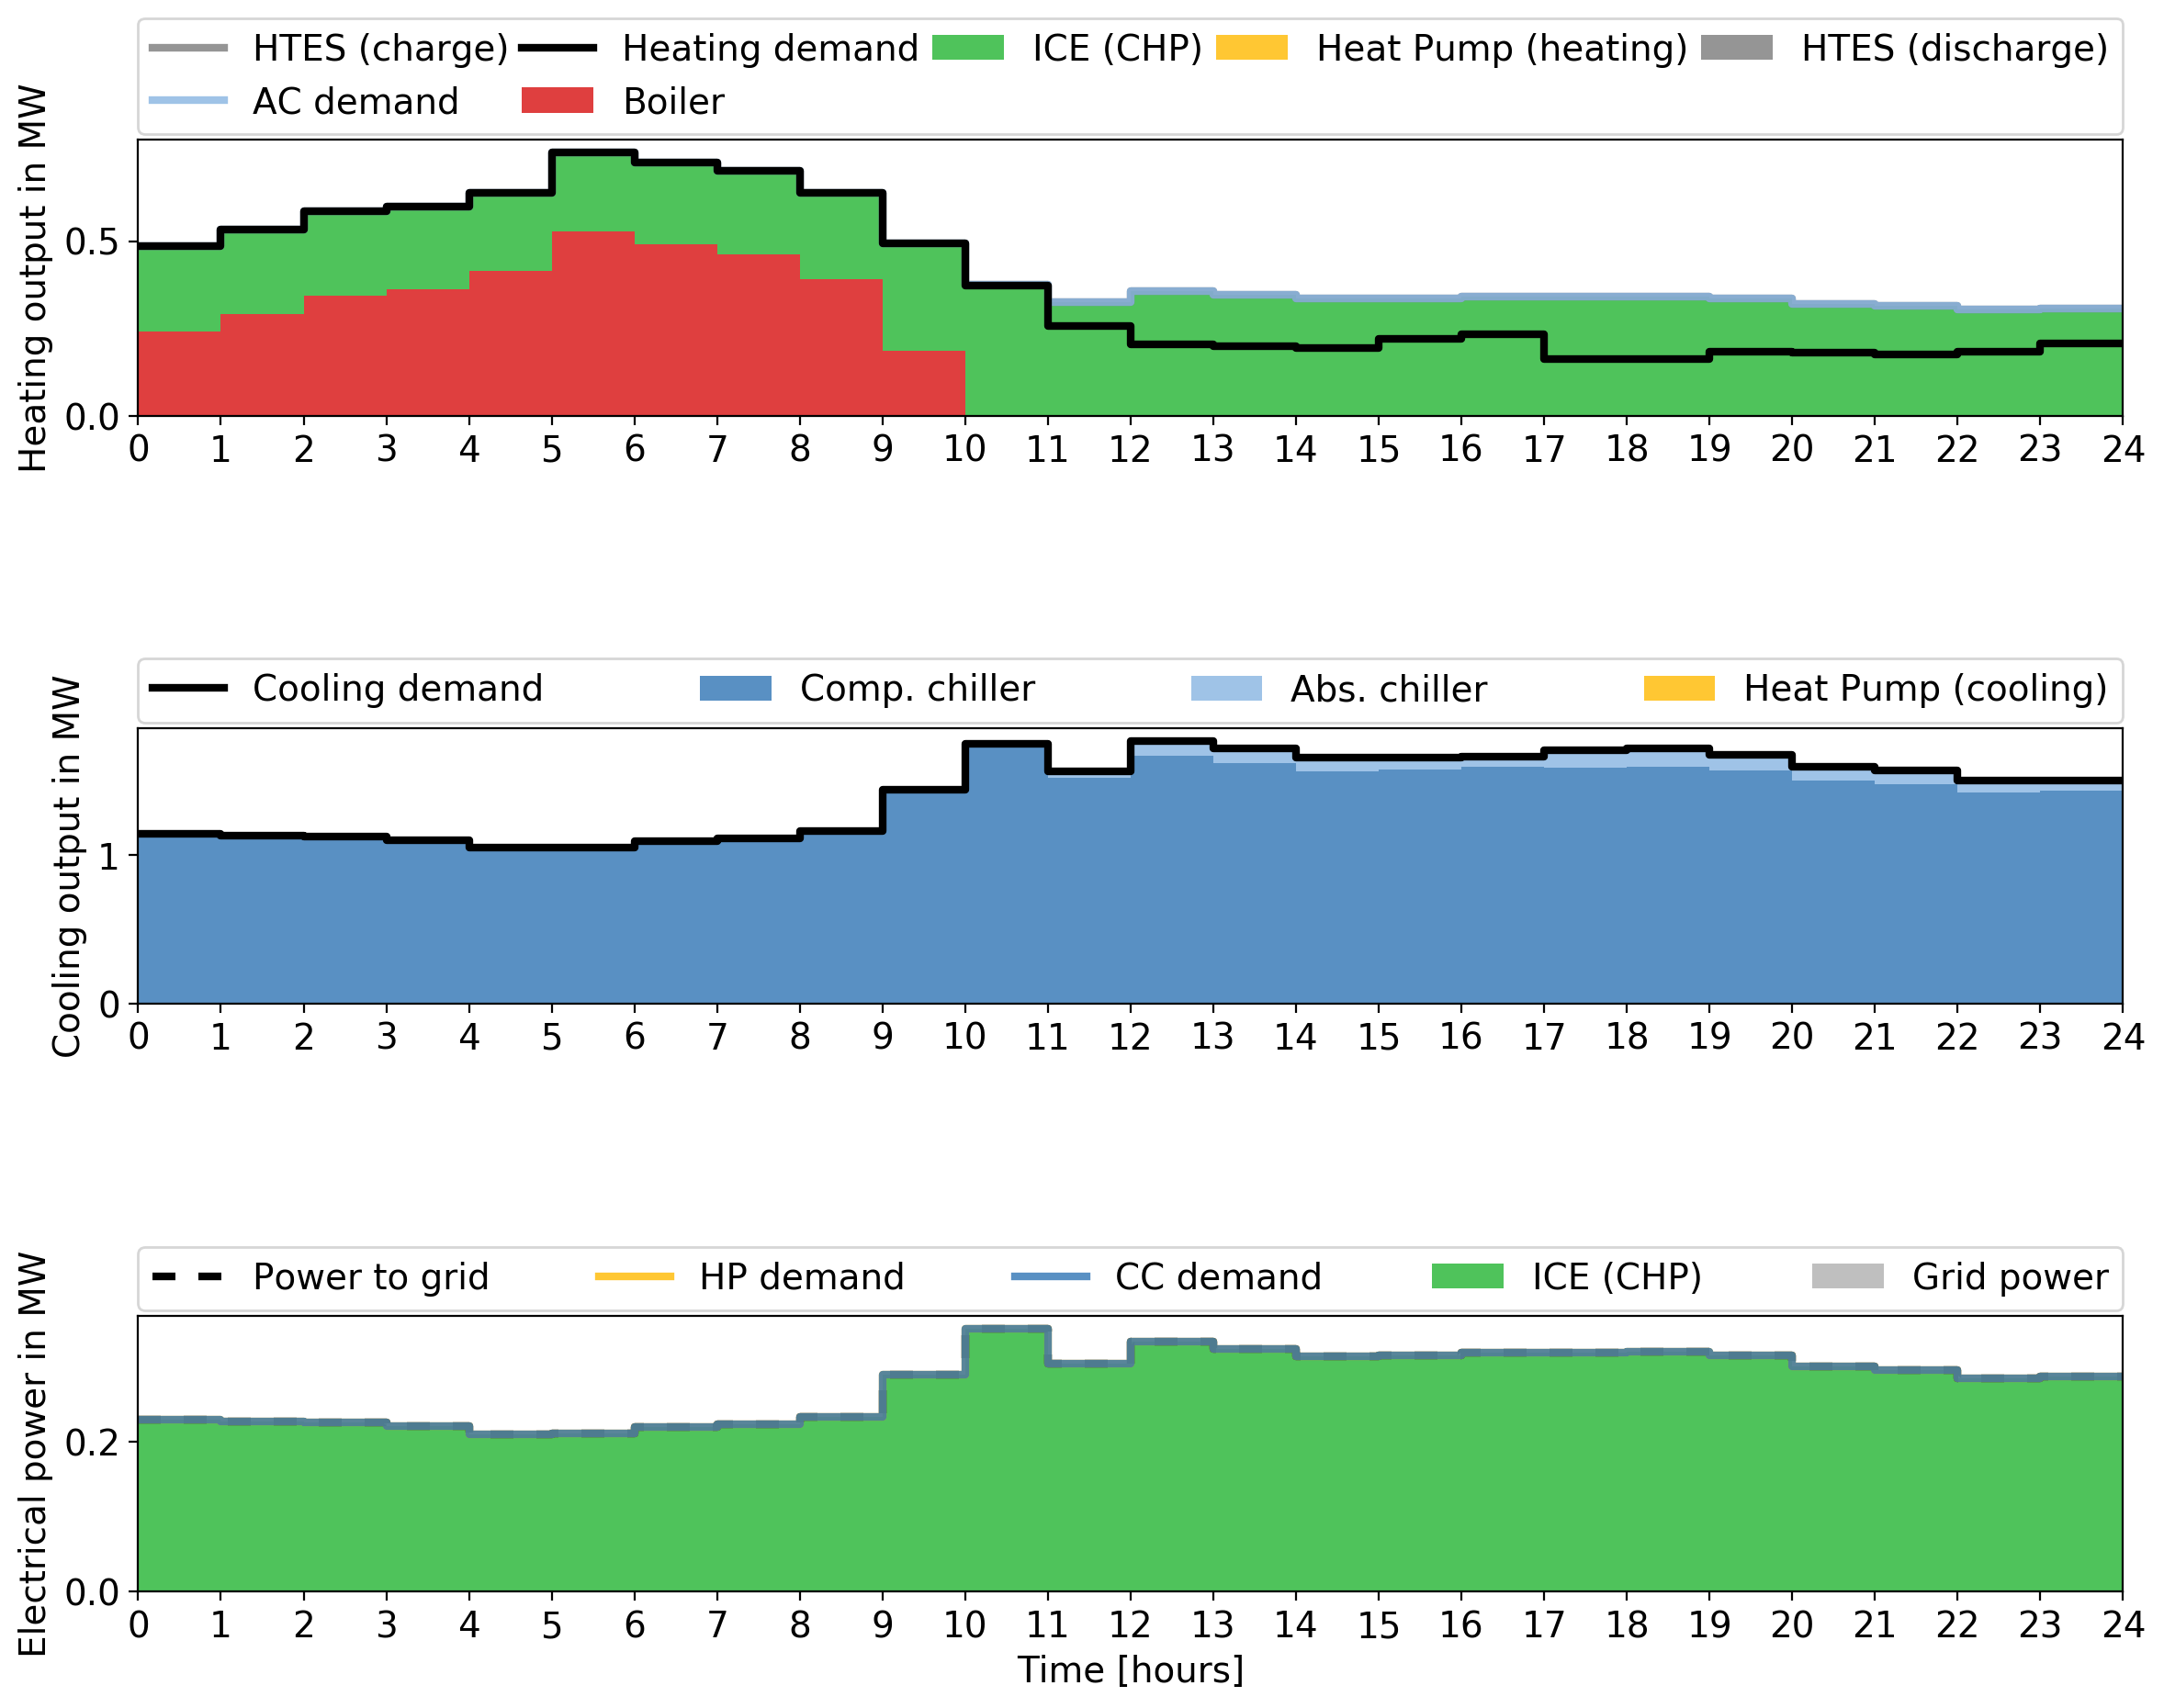 HTES (charge) Heating demand ICE (CHP) Heat Pump (heating) HTES (discharge)
AC demand Boiler
Heating output in MW
0.5
0.0
0 1 2 3 4 5 6 7 8 9 10 11 12 13 14 15 16 17 18 19 20 21 22 23 24
Cooling demand Comp. chiller Abs. chiller Heat Pump (cooling)
Cooling output in MW
1
0
0 1 2 3 4 5 6 7 8 9 10 11 12 13 14 15 16 17 18 19 20 21 22 23 24
Power to grid HP demand CC demand ICE (CHP) Grid power
Electrical power in MW
0.2
0.0
0 1 2 3 4 5 6 7 8 9 10 11 12 13 14 15 16 17 18 19 20 21 22 23 24
Time [hours]